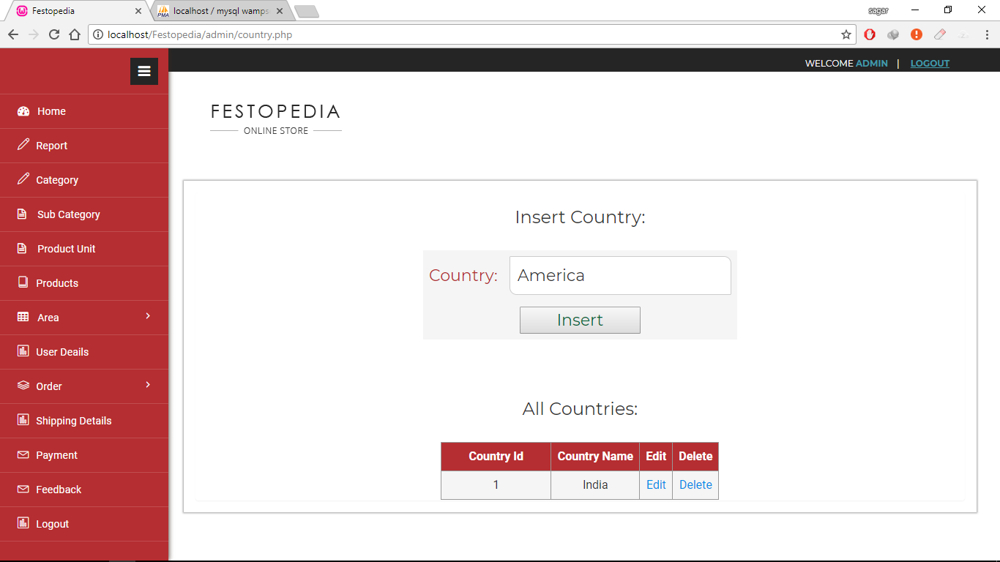 Festopedia
localhost / mysql wamps
sagar
localhost/Festopedia/admin/country.php
WELCOME ADMIN | LOGOUT
Home
Report
Category
Sub Category
Product Unit
Products
Area
User Deails
Order
Shipping Details
Payment
Feedback
Logout
FESTOPEDIA
ONLINE STORE
Insert Country:
Country: America
Insert
All Countries:
Country Id Country Name Edit Delete
1 India Edit Delete